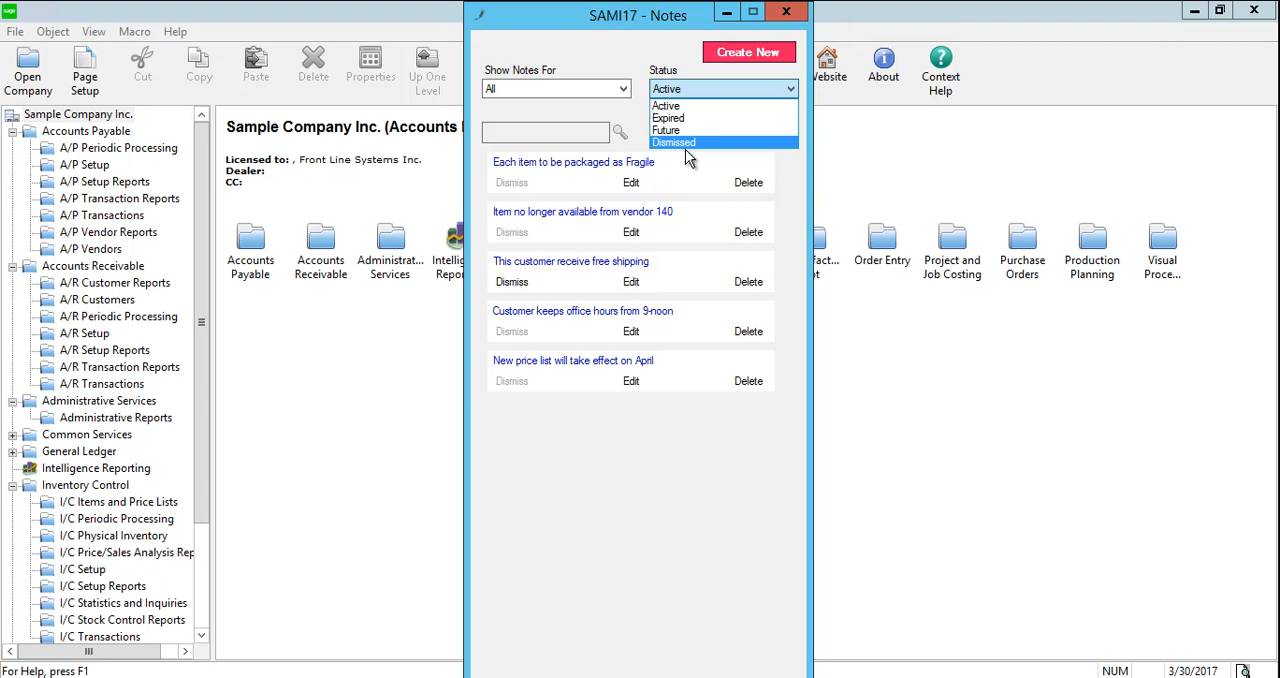 sage
SAMI17 - Notes
File Object View Macro Help
Open Company
Page Setup
Cut
Copy
Paste
Delete
Properties
Up One Level
About
Context Help
Create New
Show Notes For
Status
All
Active
Active
Expired
Future
Dismissed
Each item to be packaged as Fragile
Dismiss Edit Delete
Item no longer available from vendor 140
Dismiss Edit Delete
This customer receive free shipping
Dismiss Edit Delete
Customer keeps office hours from 9-noon
Dismiss Edit Delete
New price list will take effect on April
Dismiss Edit Delete
Sample Company Inc.
Accounts Payable
A/P Periodic Processing
A/P Setup
A/P Setup Reports
A/P Transaction Reports
A/P Transactions
A/P Vendor Reports
A/P Vendors
Accounts Receivable
A/R Customer Reports
A/R Customers
A/R Periodic Processing
A/R Setup
A/R Setup Reports
A/R Transaction Reports
A/R Transactions
Administrative Services
Administrative Reports
Common Services
General Ledger
Intelligence Reporting
Inventory Control
I/C Items and Price Lists
I/C Periodic Processing
I/C Physical Inventory
I/C Price/Sales Analysis Rep
I/C Setup
I/C Setup Reports
I/C Statistics and Inquiries
I/C Stock Control Reports
I/C Transactions
Sample Company Inc. (Accounts
Licensed to: , Front Line Systems Inc.
Dealer:
CC:
Accounts Payable
Accounts Receivable
Administrat... Services
Order Entry
Project and Job Costing
Purchase Orders
Production Planning
Visual Proce...
For Help, press F1
NUM
3/30/2017